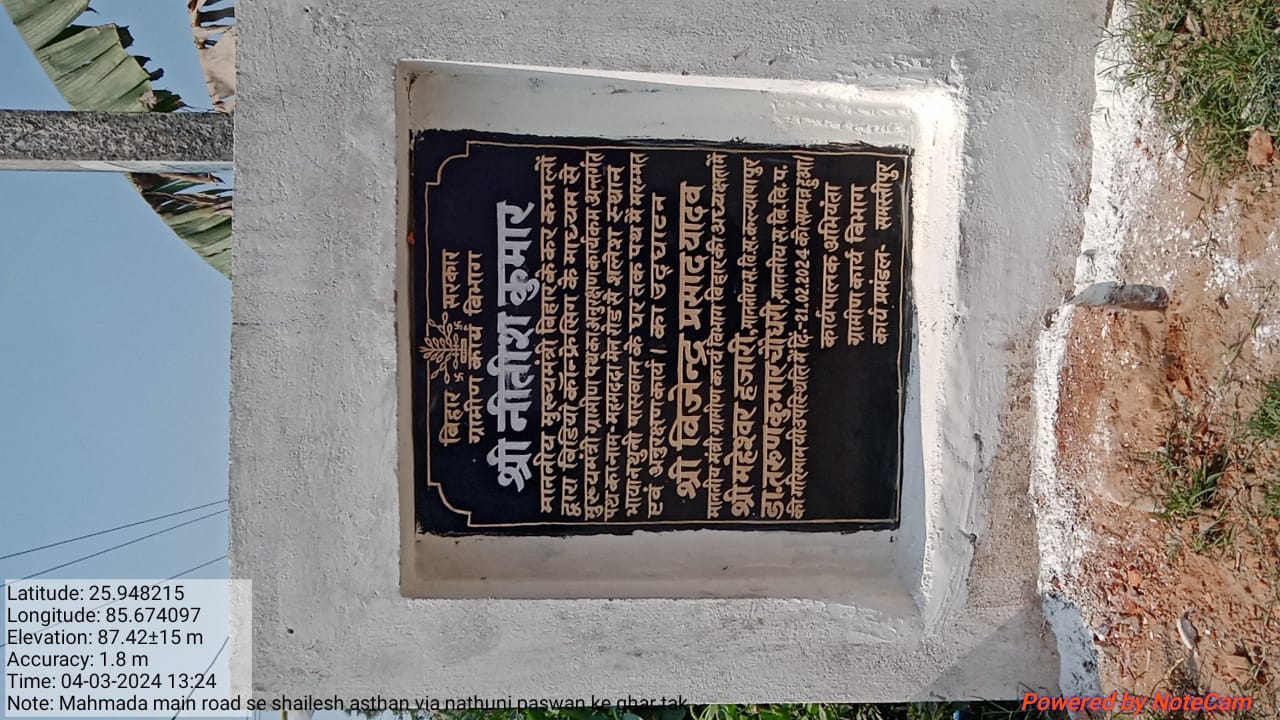 बिहार सरकार
ग्रामीण कार्य विभाग
श्री नीतीश कुमार
माननीय मुख्यमंत्री बिहार के कर कमलों
द्वारा विडियो कॉन्फ्रेंसिंग के माध्यम से
मुख्यमंत्री ग्रामीण पथ अनुरक्षण कार्यक्रम अन्तर्गत
पथ का नाम- महमदा मेन रोड से शलेस स्थान
भाया नथुनी पासवान के घर तक पथ में मरम्मत
एवं अनुरक्षण कार्य । का उद्घाटन
श्री विजेन्द्र प्रसाद यादव
माननीय मंत्री ग्रामीण कार्य विभाग बिहार की अध्यक्षता में
श्री महेश्वर हजारी, माननीय स.वि.स. कल्याणपुर
डा. तरुण कुमार चौधरी, माननीय स. वि. वि. प.
की गरिमामयी उपस्थिति में दि.-21.02.2024 को सम्पन्न हुआ।
कार्यपालक अभियंता
ग्रामीण कार्य विभाग
कार्य प्रमंडल- समस्तीपुर
Latitude: 25.948215
Longitude: 85.674097
Elevation: 87.42±15 m
Accuracy: 1.8 m
Time: 04-03-2024 13:24
Note: Mahmada main road se shailesh asthan via nathuni paswan ke ghar tak
Powered by NoteCam